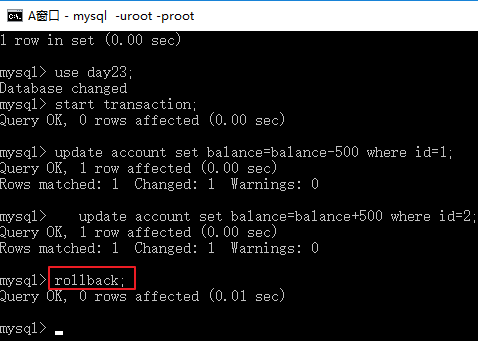 A窗口 - mysql  -uroot -proot
1 row in set (0.00 sec)
mysql> use day23;
Database changed
mysql> start transaction;
Query OK, 0 rows affected (0.00 sec)
mysql> update account set balance=balance-500 where id=1;
Query OK, 1 row affected (0.00 sec)
Rows matched: 1  Changed: 1  Warnings: 0
mysql>    update account set balance=balance+500 where id=2;
Query OK, 1 row affected (0.00 sec)
Rows matched: 1  Changed: 1  Warnings: 0
mysql> rollback;
Query OK, 0 rows affected (0.01 sec)
mysql>